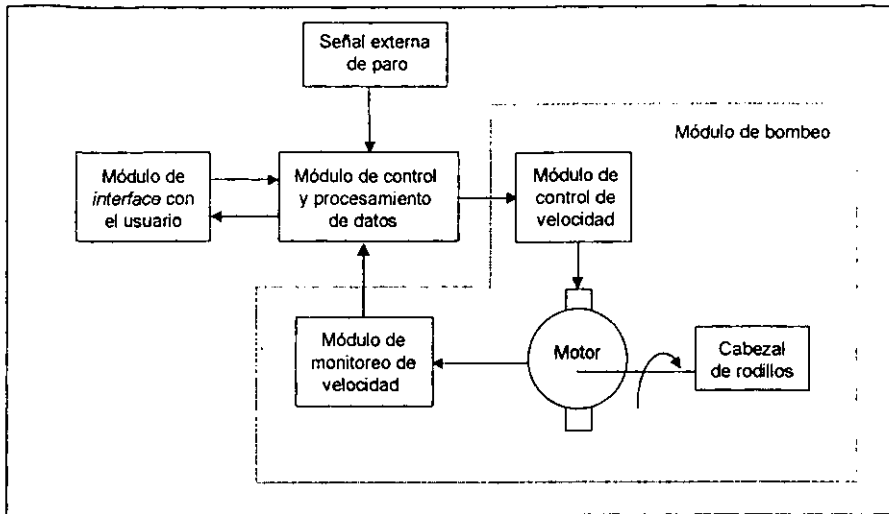 Señal externa
de paro
Módulo de bombeo
Módulo de
interface con
el usuario
Módulo de control
y procesamiento
de datos
Módulo de
control de
velocidad
Módulo de
monitoreo de
velocidad
Motor
Cabezal
de rodillos